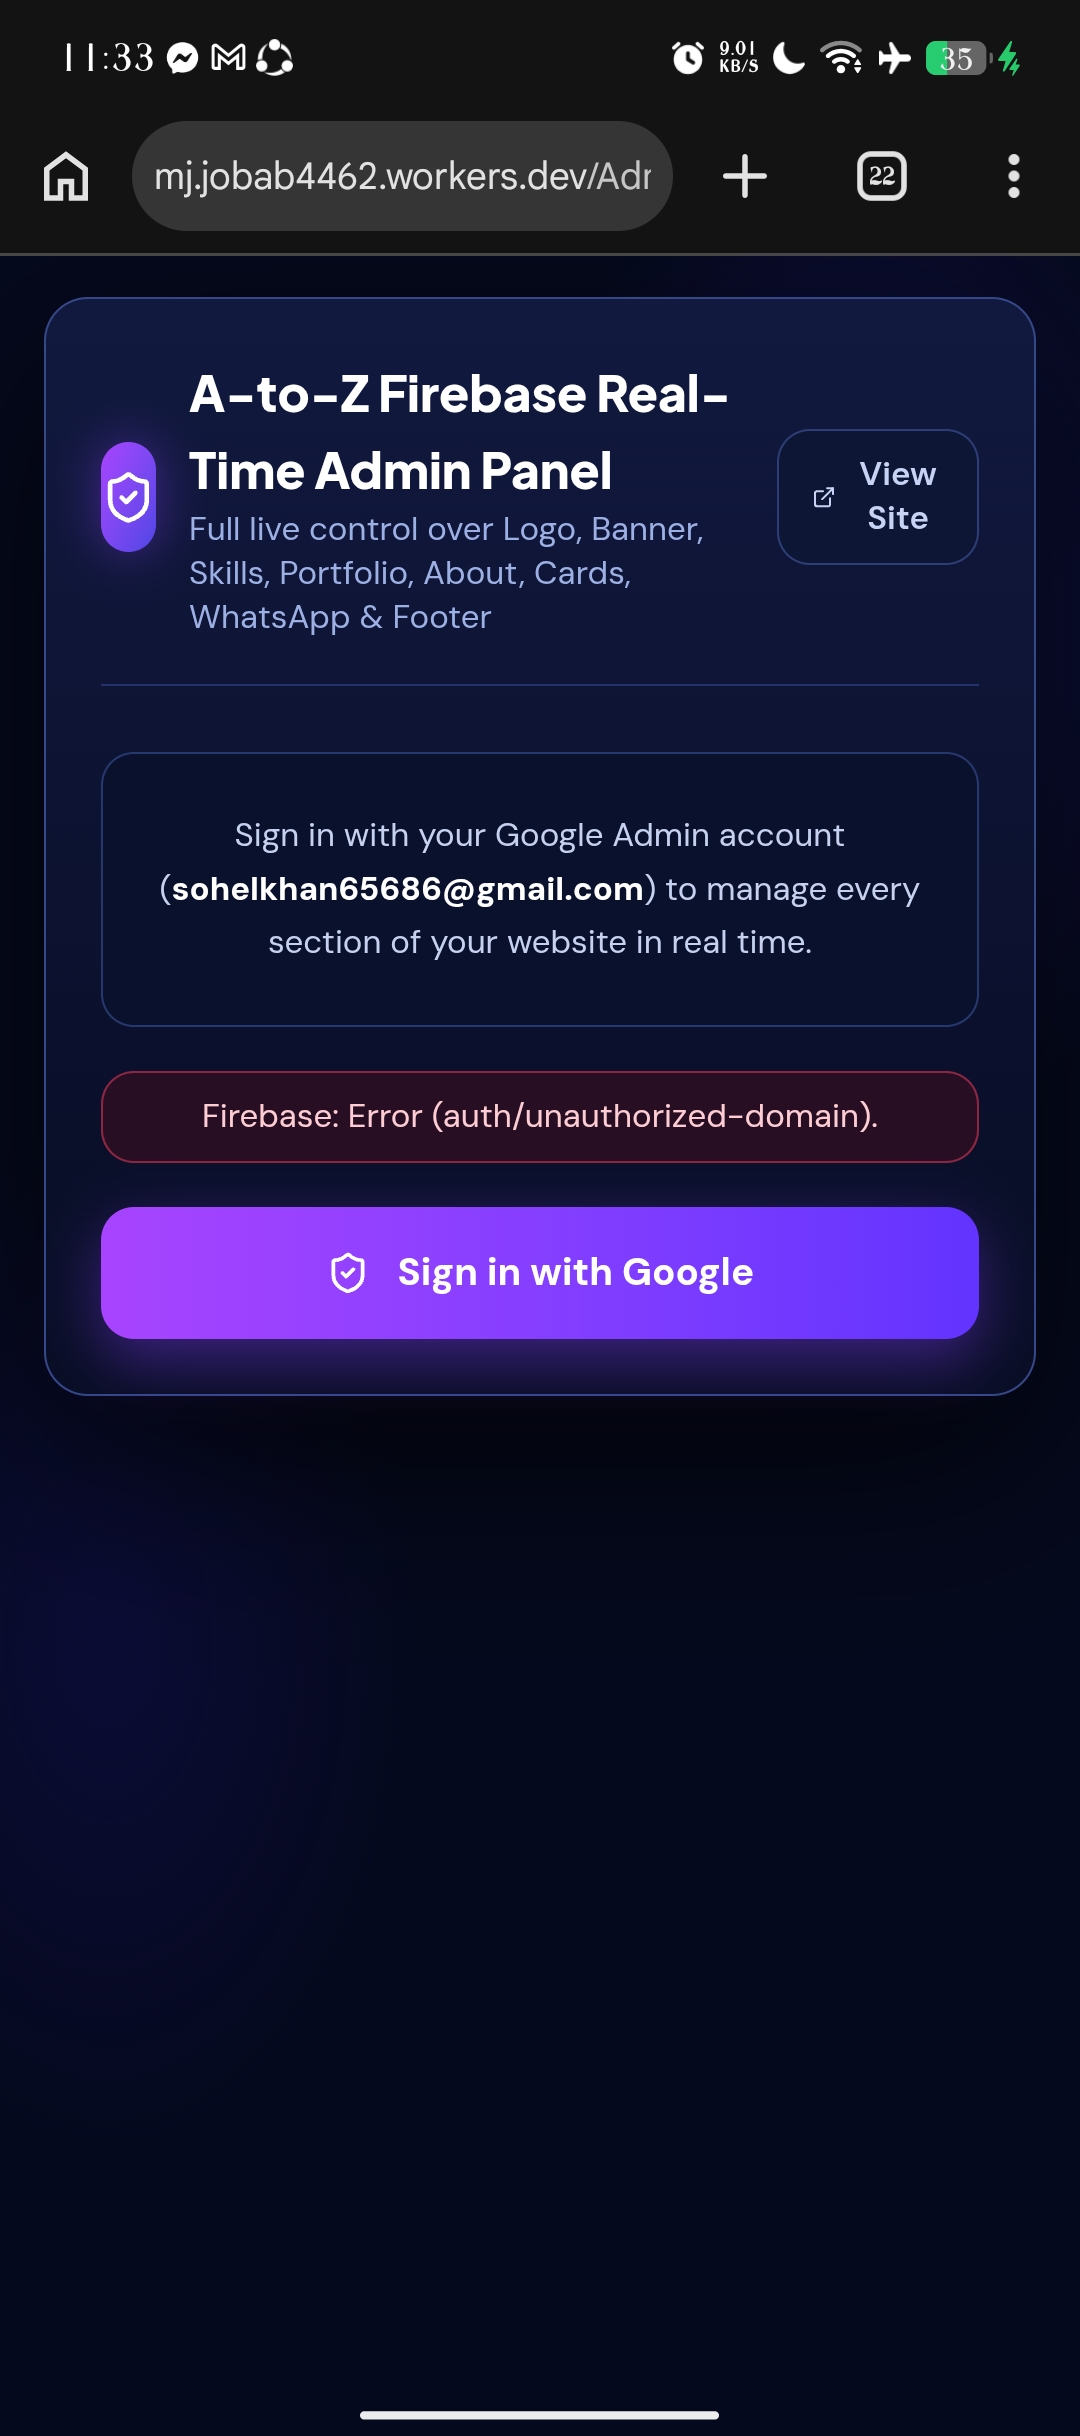 11:33
9.01
KB/S
35
mj.jobab4462.workers.dev/Adr
22
A-to-Z Firebase Real-
Time Admin Panel
Full live control over Logo, Banner,
Skills, Portfolio, About, Cards,
WhatsApp & Footer
View
Site
Sign in with your Google Admin account
(sohelkhan65686@gmail.com) to manage every
section of your website in real time.
Firebase: Error (auth/unauthorized-domain).
Sign in with Google